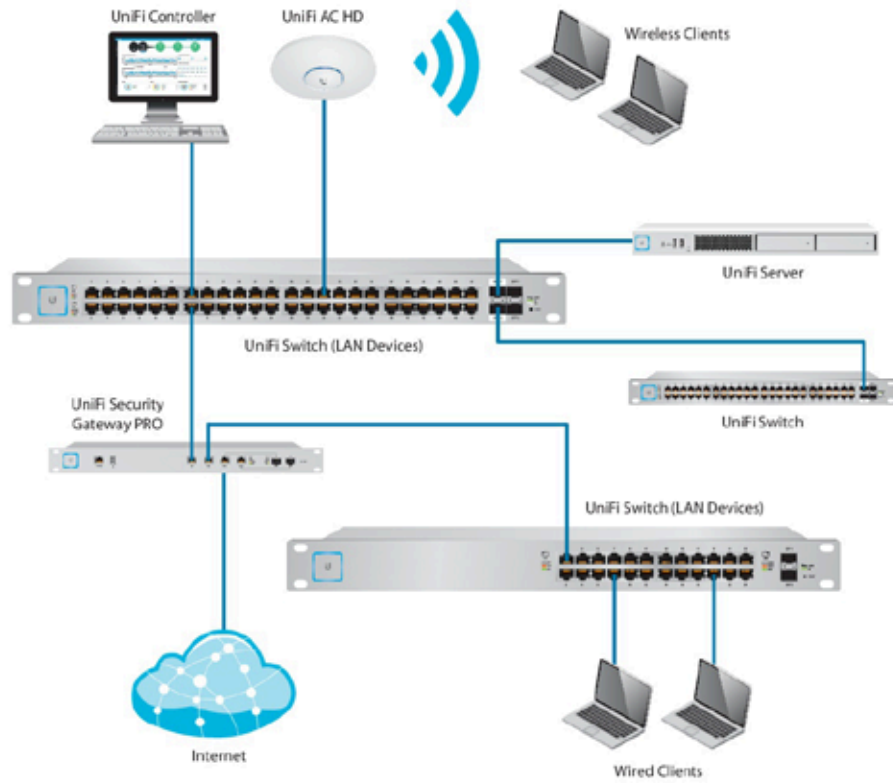 UniFi Controller
UniFi AC HD
Wireless Clients
UniFi Server
UniFi Switch (LAN Devices)
UniFi Switch
UniFi Security
Gateway PRO
UniFi Switch (LAN Devices)
Internet
Wired Clients